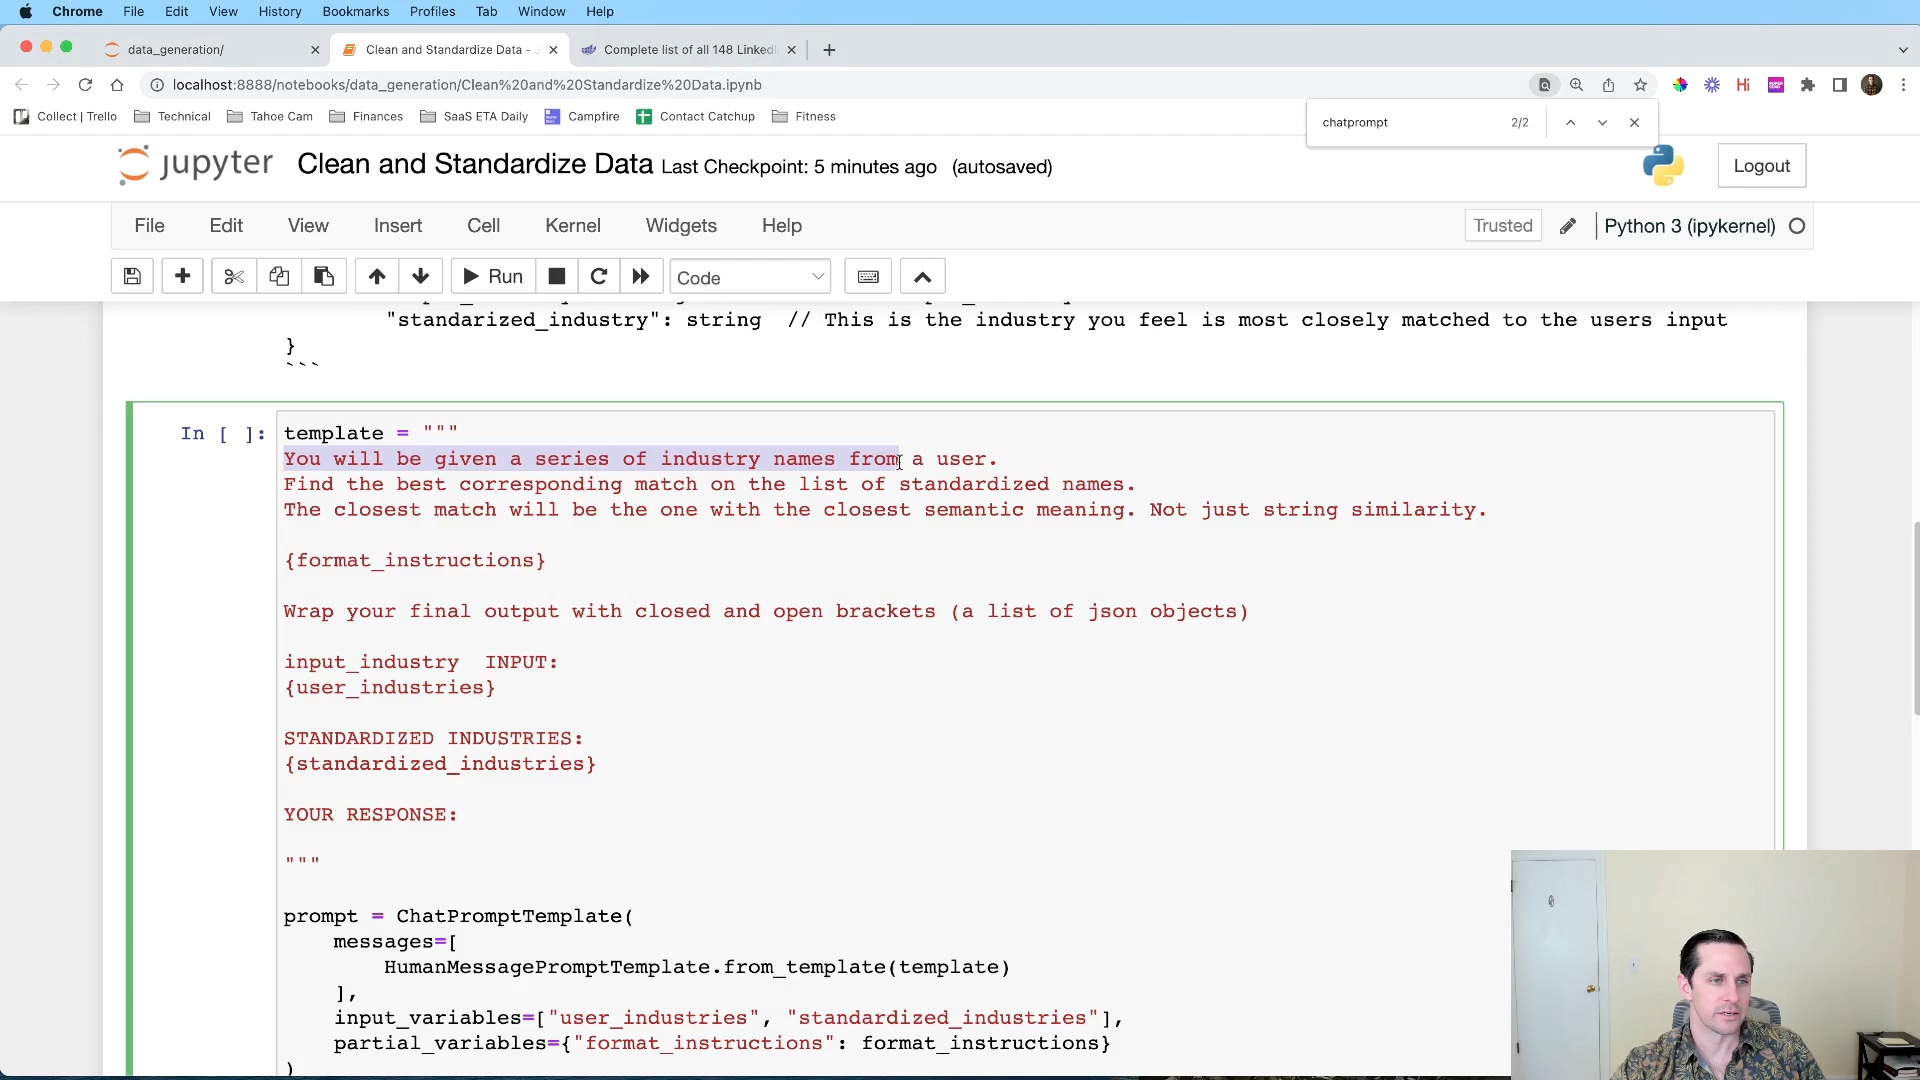 Chrome File Edit View History Bookmarks Profiles Tab Window Help
data_generation/
Clean and Standardize Data -
Complete list of all 148 Linked
localhost:8888/notebooks/data_generation/Clean%20and%20Standardize%20Data.ipynb
Hi
Collect | Trello Technical Tahoe Cam Finances SaaS ETA Daily Campfire Contact Catchup Fitness
chatprompt 2/2
jupyter Clean and Standardize Data Last Checkpoint: 5 minutes ago (autosaved)
Logout
File Edit View Insert Cell Kernel Widgets Help
Trusted Python 3 (ipykernel)
Run Code
"standarized_industry": string // This is the industry you feel is most closely matched to the users input
}
```
In [ ]: template = """
You will be given a series of industry names from a user.
Find the best corresponding match on the list of standardized names.
The closest match will be the one with the closest semantic meaning. Not just string similarity.
{format_instructions}
Wrap your final output with closed and open brackets (a list of json objects)
input_industry INPUT:
{user_industries}
STANDARDIZED INDUSTRIES:
{standardized_industries}
YOUR RESPONSE:
"""
prompt = ChatPromptTemplate(
messages=[
HumanMessagePromptTemplate.from_template(template)
],
input_variables=["user_industries", "standardized_industries"],
partial_variables={"format_instructions": format_instructions}
)